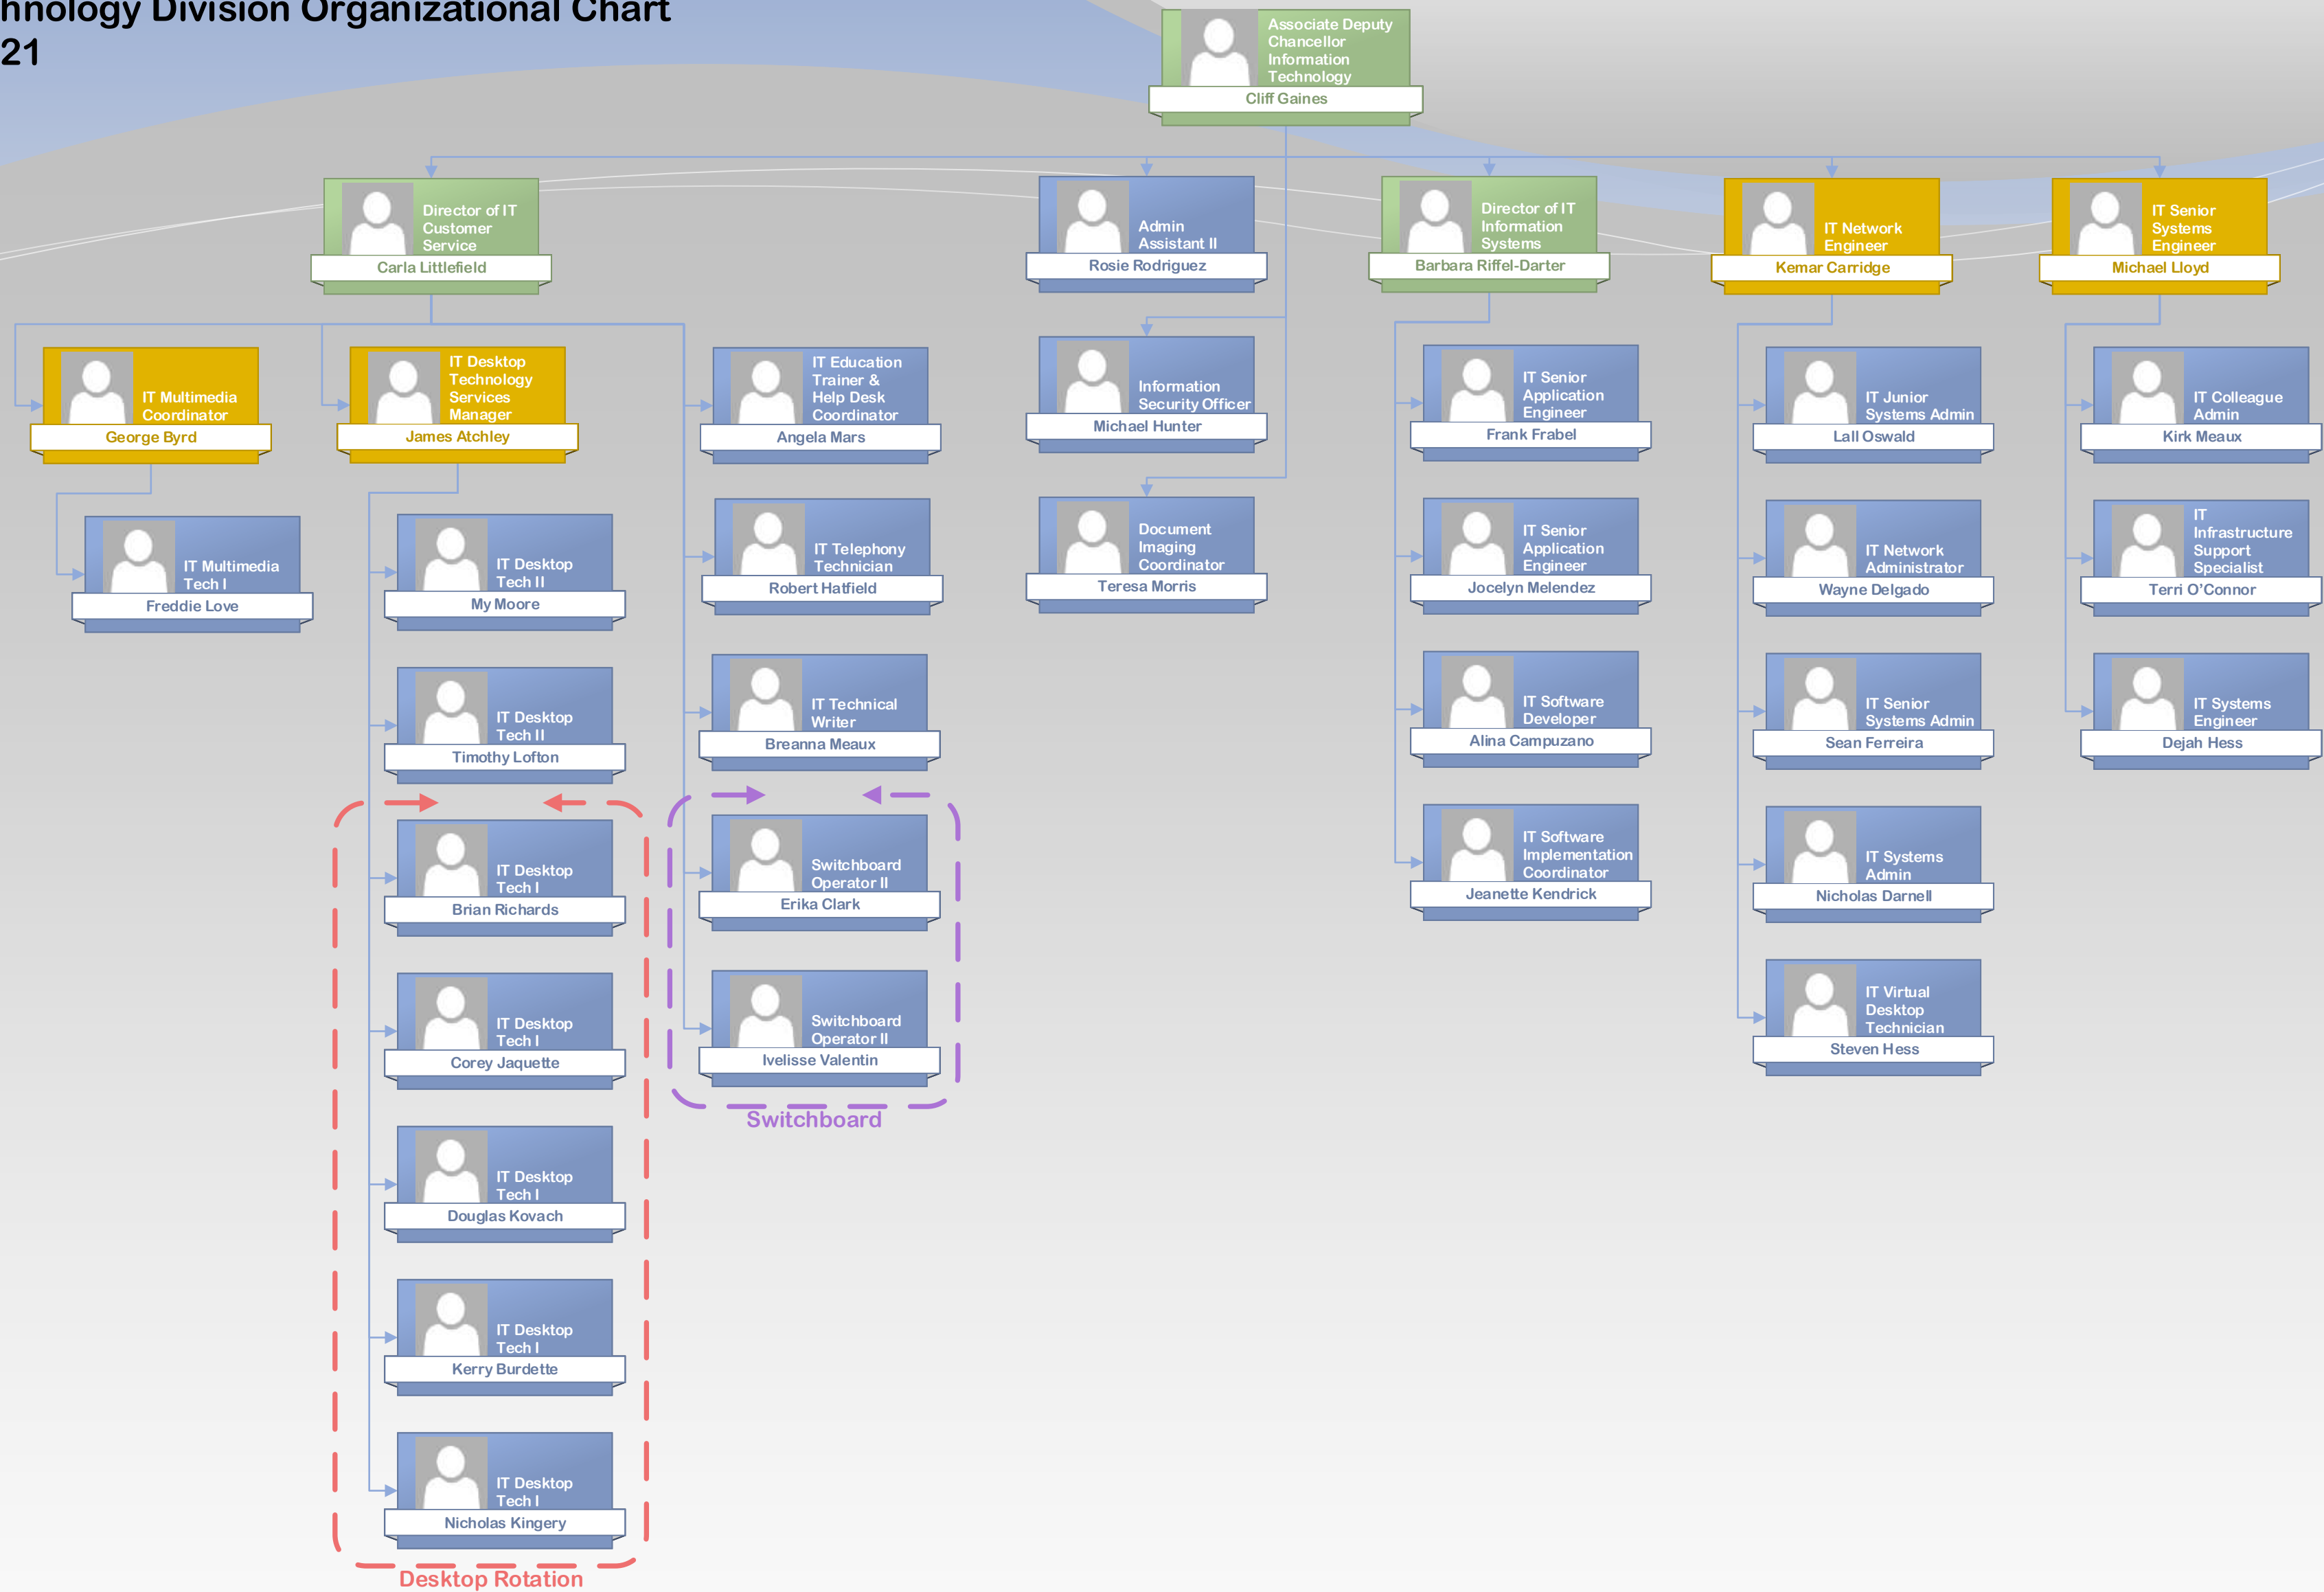 hnology Division Organizational Chart
21
Associate Deputy
Chancellor
Information
Technology
Cliff Gaines
Director of IT
Customer
Service
Carla Littlefield
Admin
Assistant II
Rosie Rodriguez
Director of IT
Information
Systems
Barbara Riffel-Darter
IT Network
Engineer
Kemar Carridge
IT Senior
Systems
Engineer
Michael Lloyd
IT Multimedia
Coordinator
George Byrd
IT Desktop
Technology
Services
Manager
James Atchley
IT Education
Trainer &
Help Desk
Coordinator
Angela Mars
Information
Security Officer
Michael Hunter
IT Senior
Application
Engineer
Frank Frabel
IT Junior
Systems Admin
Lall Oswald
IT Colleague
Admin
Kirk Meaux
IT Multimedia
Tech I
Freddie Love
IT Desktop
Tech II
My Moore
IT Telephony
Technician
Robert Hatfield
Document
Imaging
Coordinator
Teresa Morris
IT Senior
Application
Engineer
Jocelyn Melendez
IT Network
Administrator
Wayne Delgado
IT
Infrastructure
Support
Specialist
Terri O’Connor
IT Desktop
Tech II
Timothy Lofton
IT Technical
Writer
Breanna Meaux
IT Software
Developer
Alina Campuzano
IT Senior
Systems Admin
Sean Ferreira
IT Systems
Engineer
Dejah Hess
IT Desktop
Tech I
Brian Richards
Switchboard
Operator II
Erika Clark
IT Software
Implementation
Coordinator
Jeanette Kendrick
IT Systems
Admin
Nicholas Darnell
IT Desktop
Tech I
Corey Jaquette
Switchboard
Operator II
Ivelisse Valentin
IT Virtual
Desktop
Technician
Steven Hess
Switchboard
IT Desktop
Tech I
Douglas Kovach
IT Desktop
Tech I
Kerry Burdette
IT Desktop
Tech I
Nicholas Kingery
Desktop Rotation